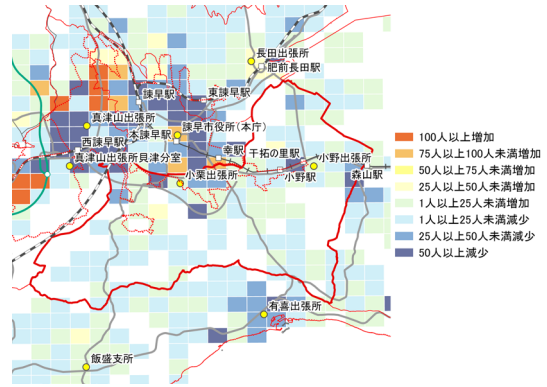 長田出張所
肥前長田駅
諫早駅
東諫早駅
真津山出張所
本諫早駅
諫早市役所(本庁)
西諫早駅
幸駅
干拓の里駅
小野出張所
真津山出張所貝津分室
小栗出張所
小野駅
森山駅
有喜出張所
飯盛支所
100人以上増加
75人以上100人未満増加
50人以上75人未満増加
25人以上50人未満増加
1人以上25人未満増加
1人以上25人未満減少
25人以上50人未満減少
50人以上減少